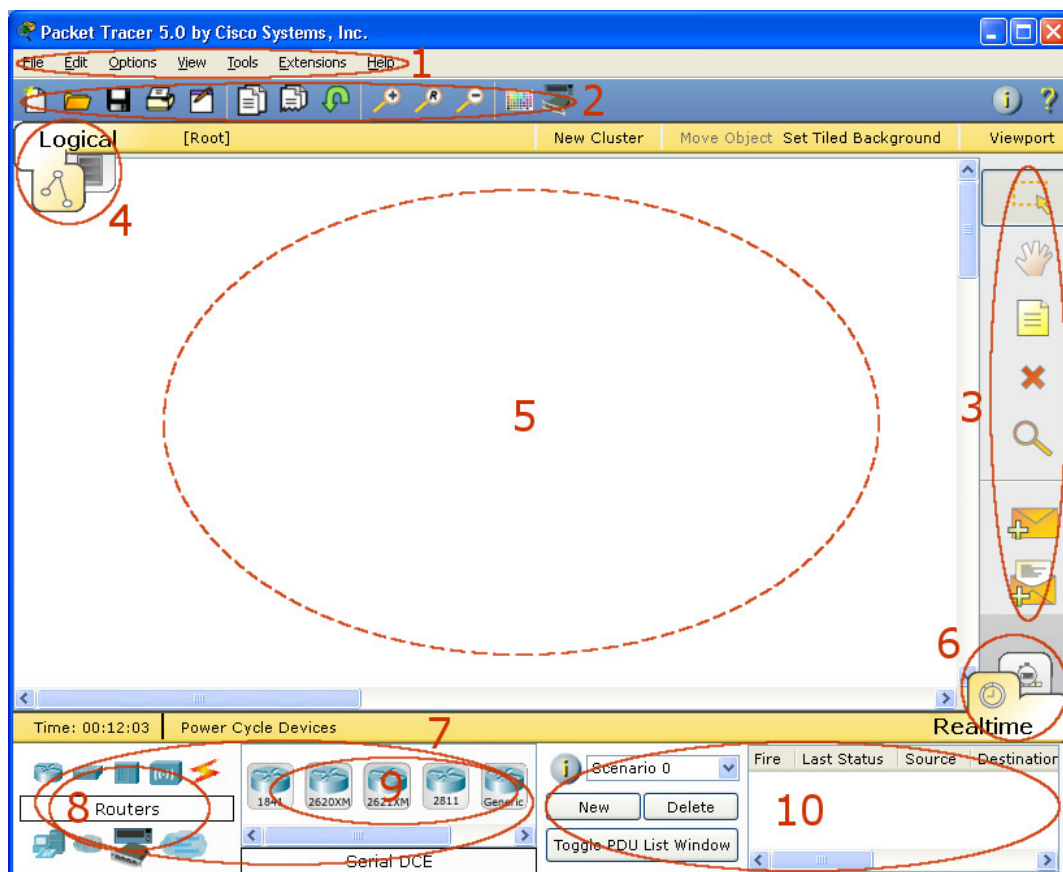 Packet Tracer 5.0 by Cisco Systems, Inc.
File Edit Options View Tools Extensions Help 1
R 2 i ?
Logical [Root] New Cluster Move Object Set Tiled Background Viewport
4
3
5
6
Time: 00:12:03 Power Cycle Devices 7 Realtime
8 Routers
1841 2620XM 2621XM 2811 Generic
9
Serial DCE
i Scenario 0
New Delete
Toggle PDU List Window
Fire Last Status Source Destination
10